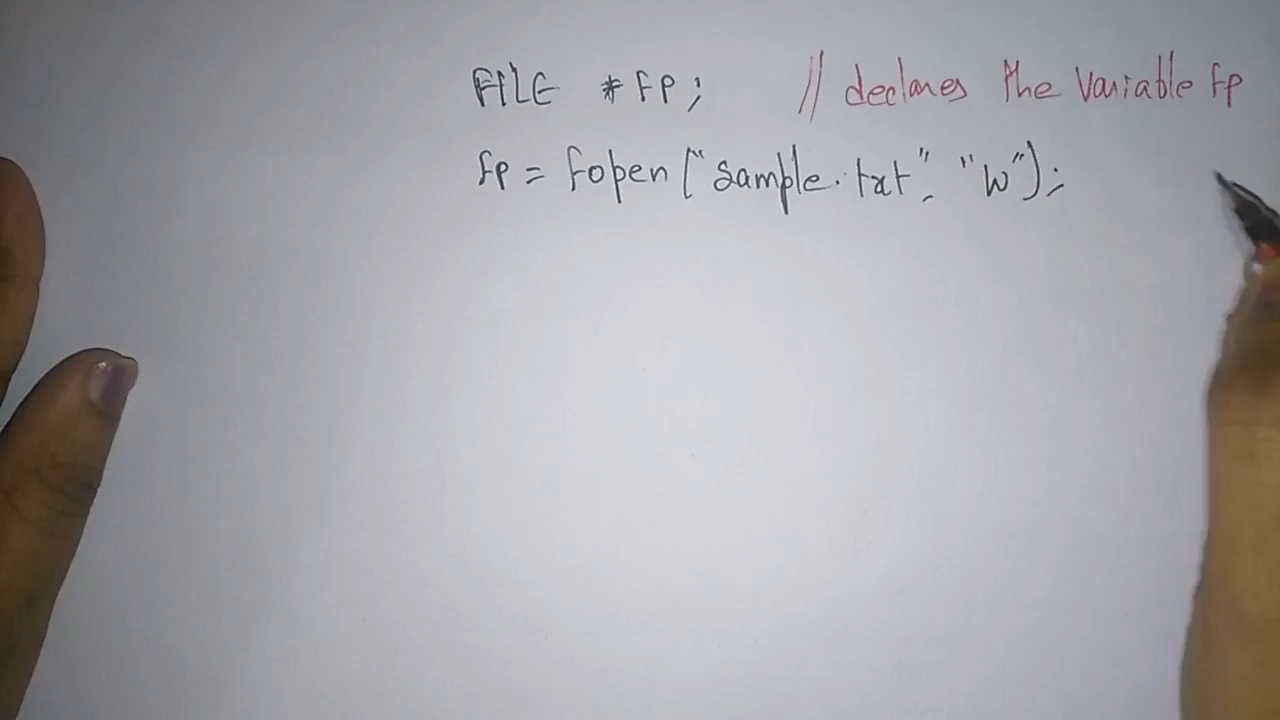 FILE *FP; // declares the variable fp
fp = fopen("sample.txt", "w");